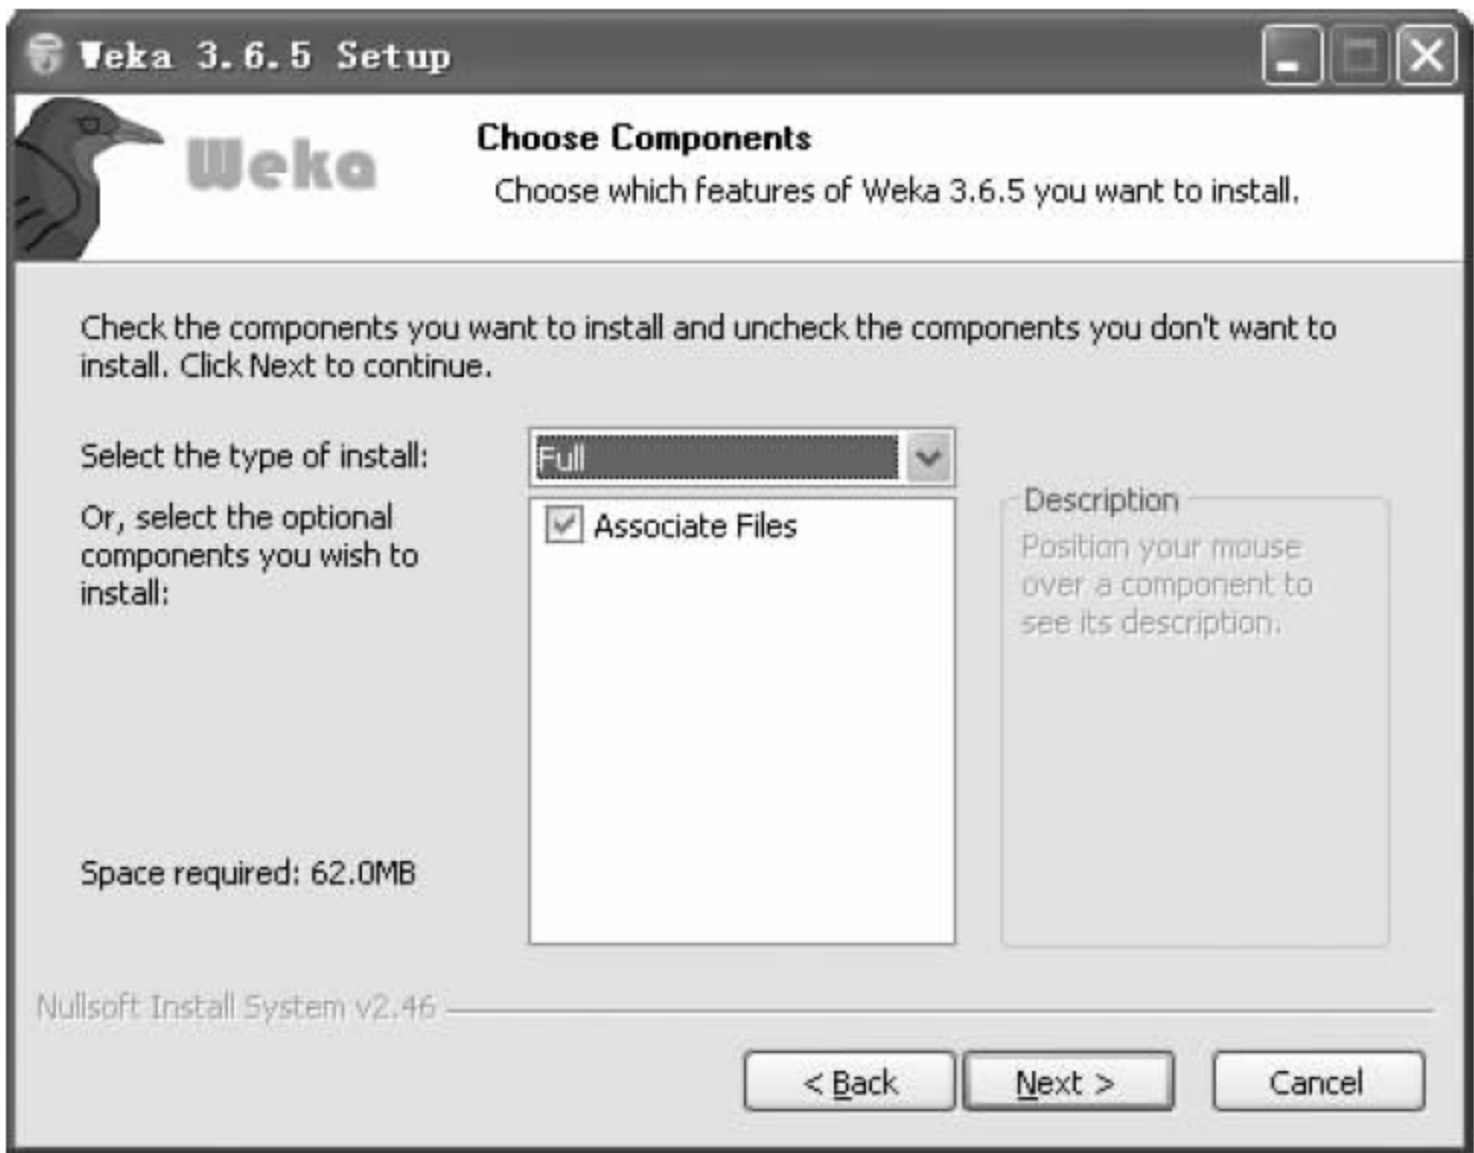 Weka 3.6.5 Setup
Weka
Choose Components
Choose which features of Weka 3.6.5 you want to install.
Check the components you want to install and uncheck the components you don't want to
install. Click Next to continue.
Select the type of install:
Full
Or, select the optional
components you wish to
install:
Associate Files
Description
Position your mouse
over a component to
see its description.
Space required: 62.0MB
Nullsoft Install System v2.46
< Back
Next >
Cancel